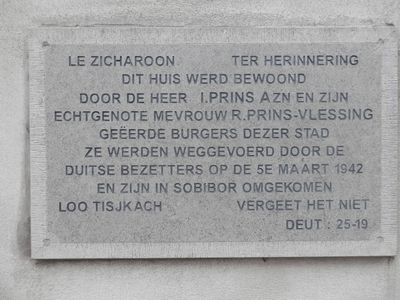 LE ZICHAROON. TER HERINNERING
DIT HUIS WERD BEWOOND
DOOR DE HEER I.PRINS AZN EN ZIJN
ECHTGENOTE MEVROUW R.PRINS-VLESSING
GEËERDE BURGERS DEZER STAD
ZE WERDEN WEGGEVOERD DOOR DE
DUITSE BEZETTERS OP DE 5E MAART 1942
EN ZIJN IN SOBIBOR OMGEKOMEN
LOO TISJKACH VERGEET HET NIET
DEUT : 25-19